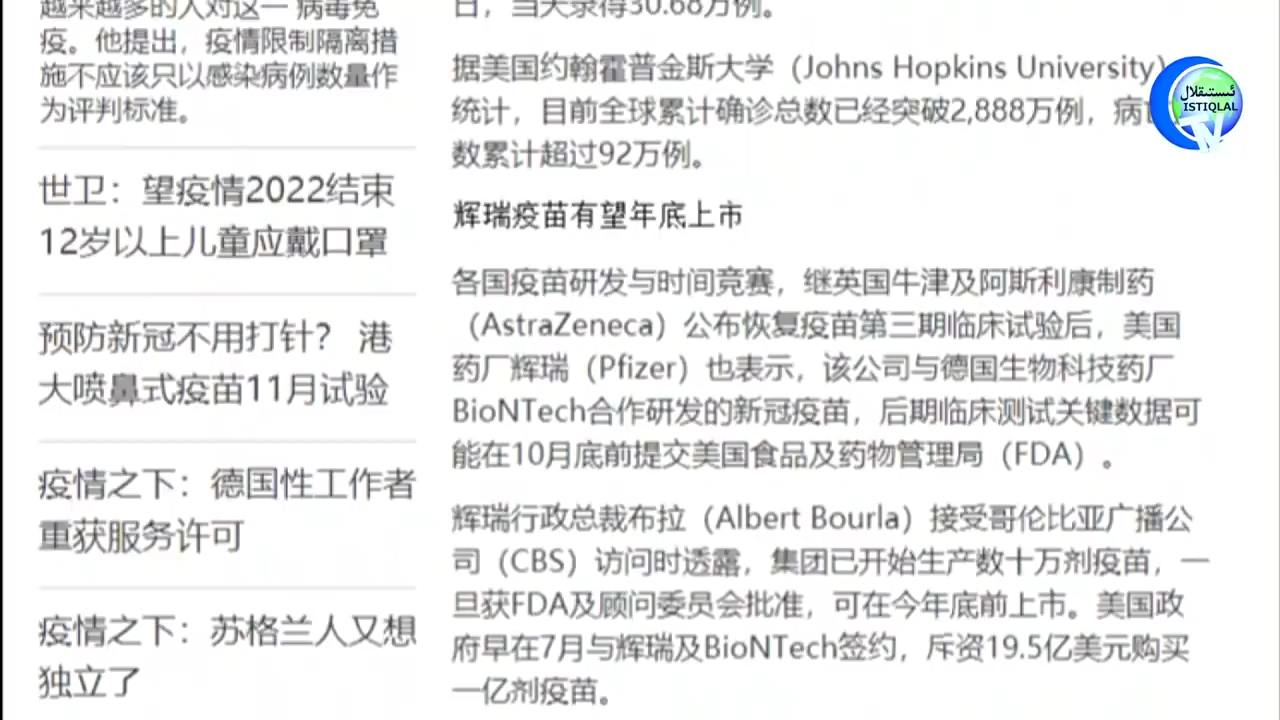 越来越多的人对这一 病毒免
疫。他提出，疫情限制隔离措
施不应该只以感染病例数量作
为评判标准。
世卫：望疫情2022结束
12岁以上儿童应戴口罩
预防新冠不用打针？ 港
大喷鼻式疫苗11月试验
疫情之下：德国性工作者
重获服务许可
疫情之下：苏格兰人又想
独立了
日，当天录得30.68万例。
据美国约翰霍普金斯大学（Johns Hopkins University）
统计，目前全球累计确诊总数已经突破2,888万例，病亡
数累计超过92万例。
辉瑞疫苗有望年底上市
各国疫苗研发与时间竞赛，继英国牛津及阿斯利康制药
（AstraZeneca）公布恢复疫苗第三期临床试验后，美国
药厂辉瑞（Pfizer）也表示，该公司与德国生物科技药厂
BioNTech合作研发的新冠疫苗，后期临床测试关键数据可
能在10月底前提交美国食品及药物管理局（FDA）。
辉瑞行政总裁布拉（Albert Bourla）接受哥伦比亚广播公
司（CBS）访问时透露，集团已开始生产数十万剂疫苗，一
旦获FDA及顾问委员会批准，可在今年底前上市。美国政
府早在7月与辉瑞及BioNTech签约，斥资19.5亿美元购买
一亿剂疫苗。
ئىستىقلال
ISTIQLAL
TV